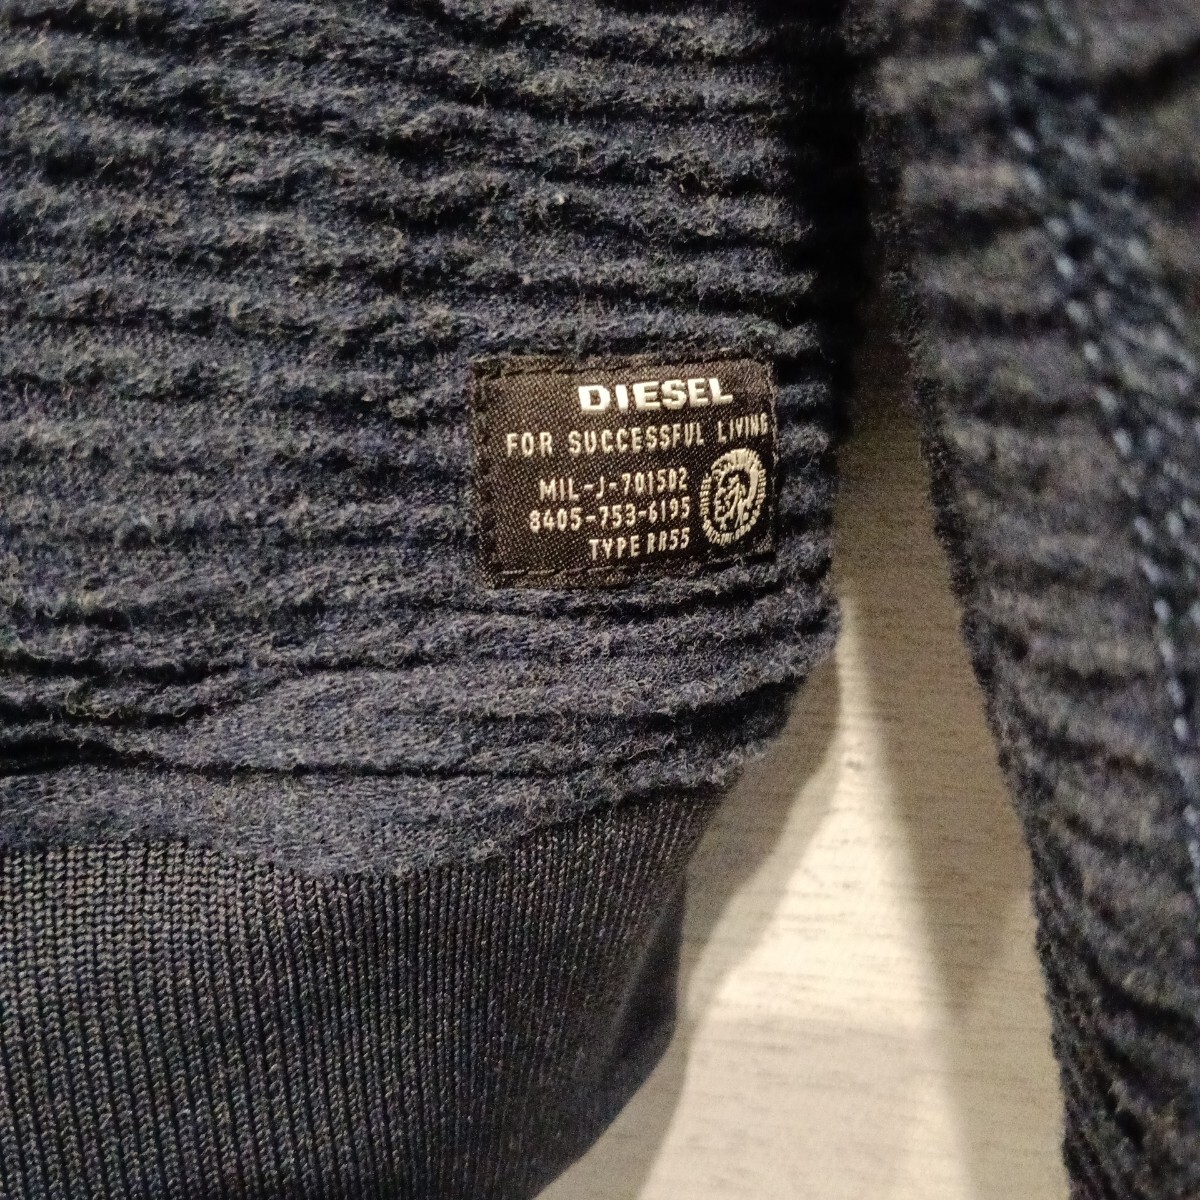 DIESEL
FOR SUCCESSFUL LIVING
MIL-J-701502
8405-753-6195
TYPE RR55